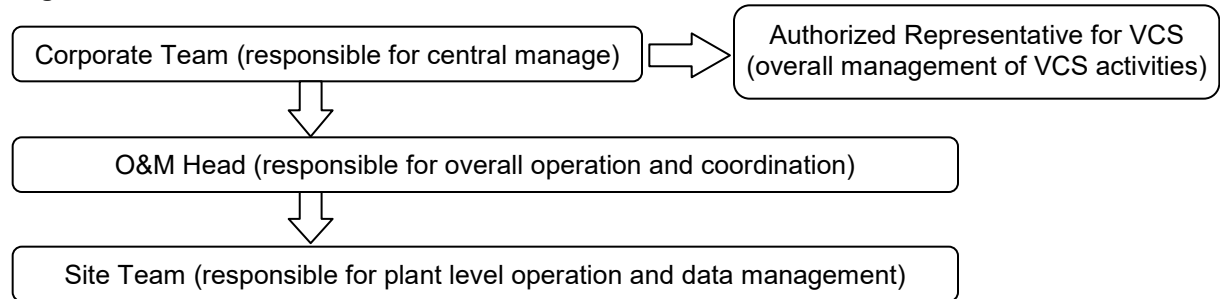 Corporate Team (responsible for central manage)
Authorized Representative for VCS
(overall management of VCS activities)
O&M Head (responsible for overall operation and coordination)
Site Team (responsible for plant level operation and data management)